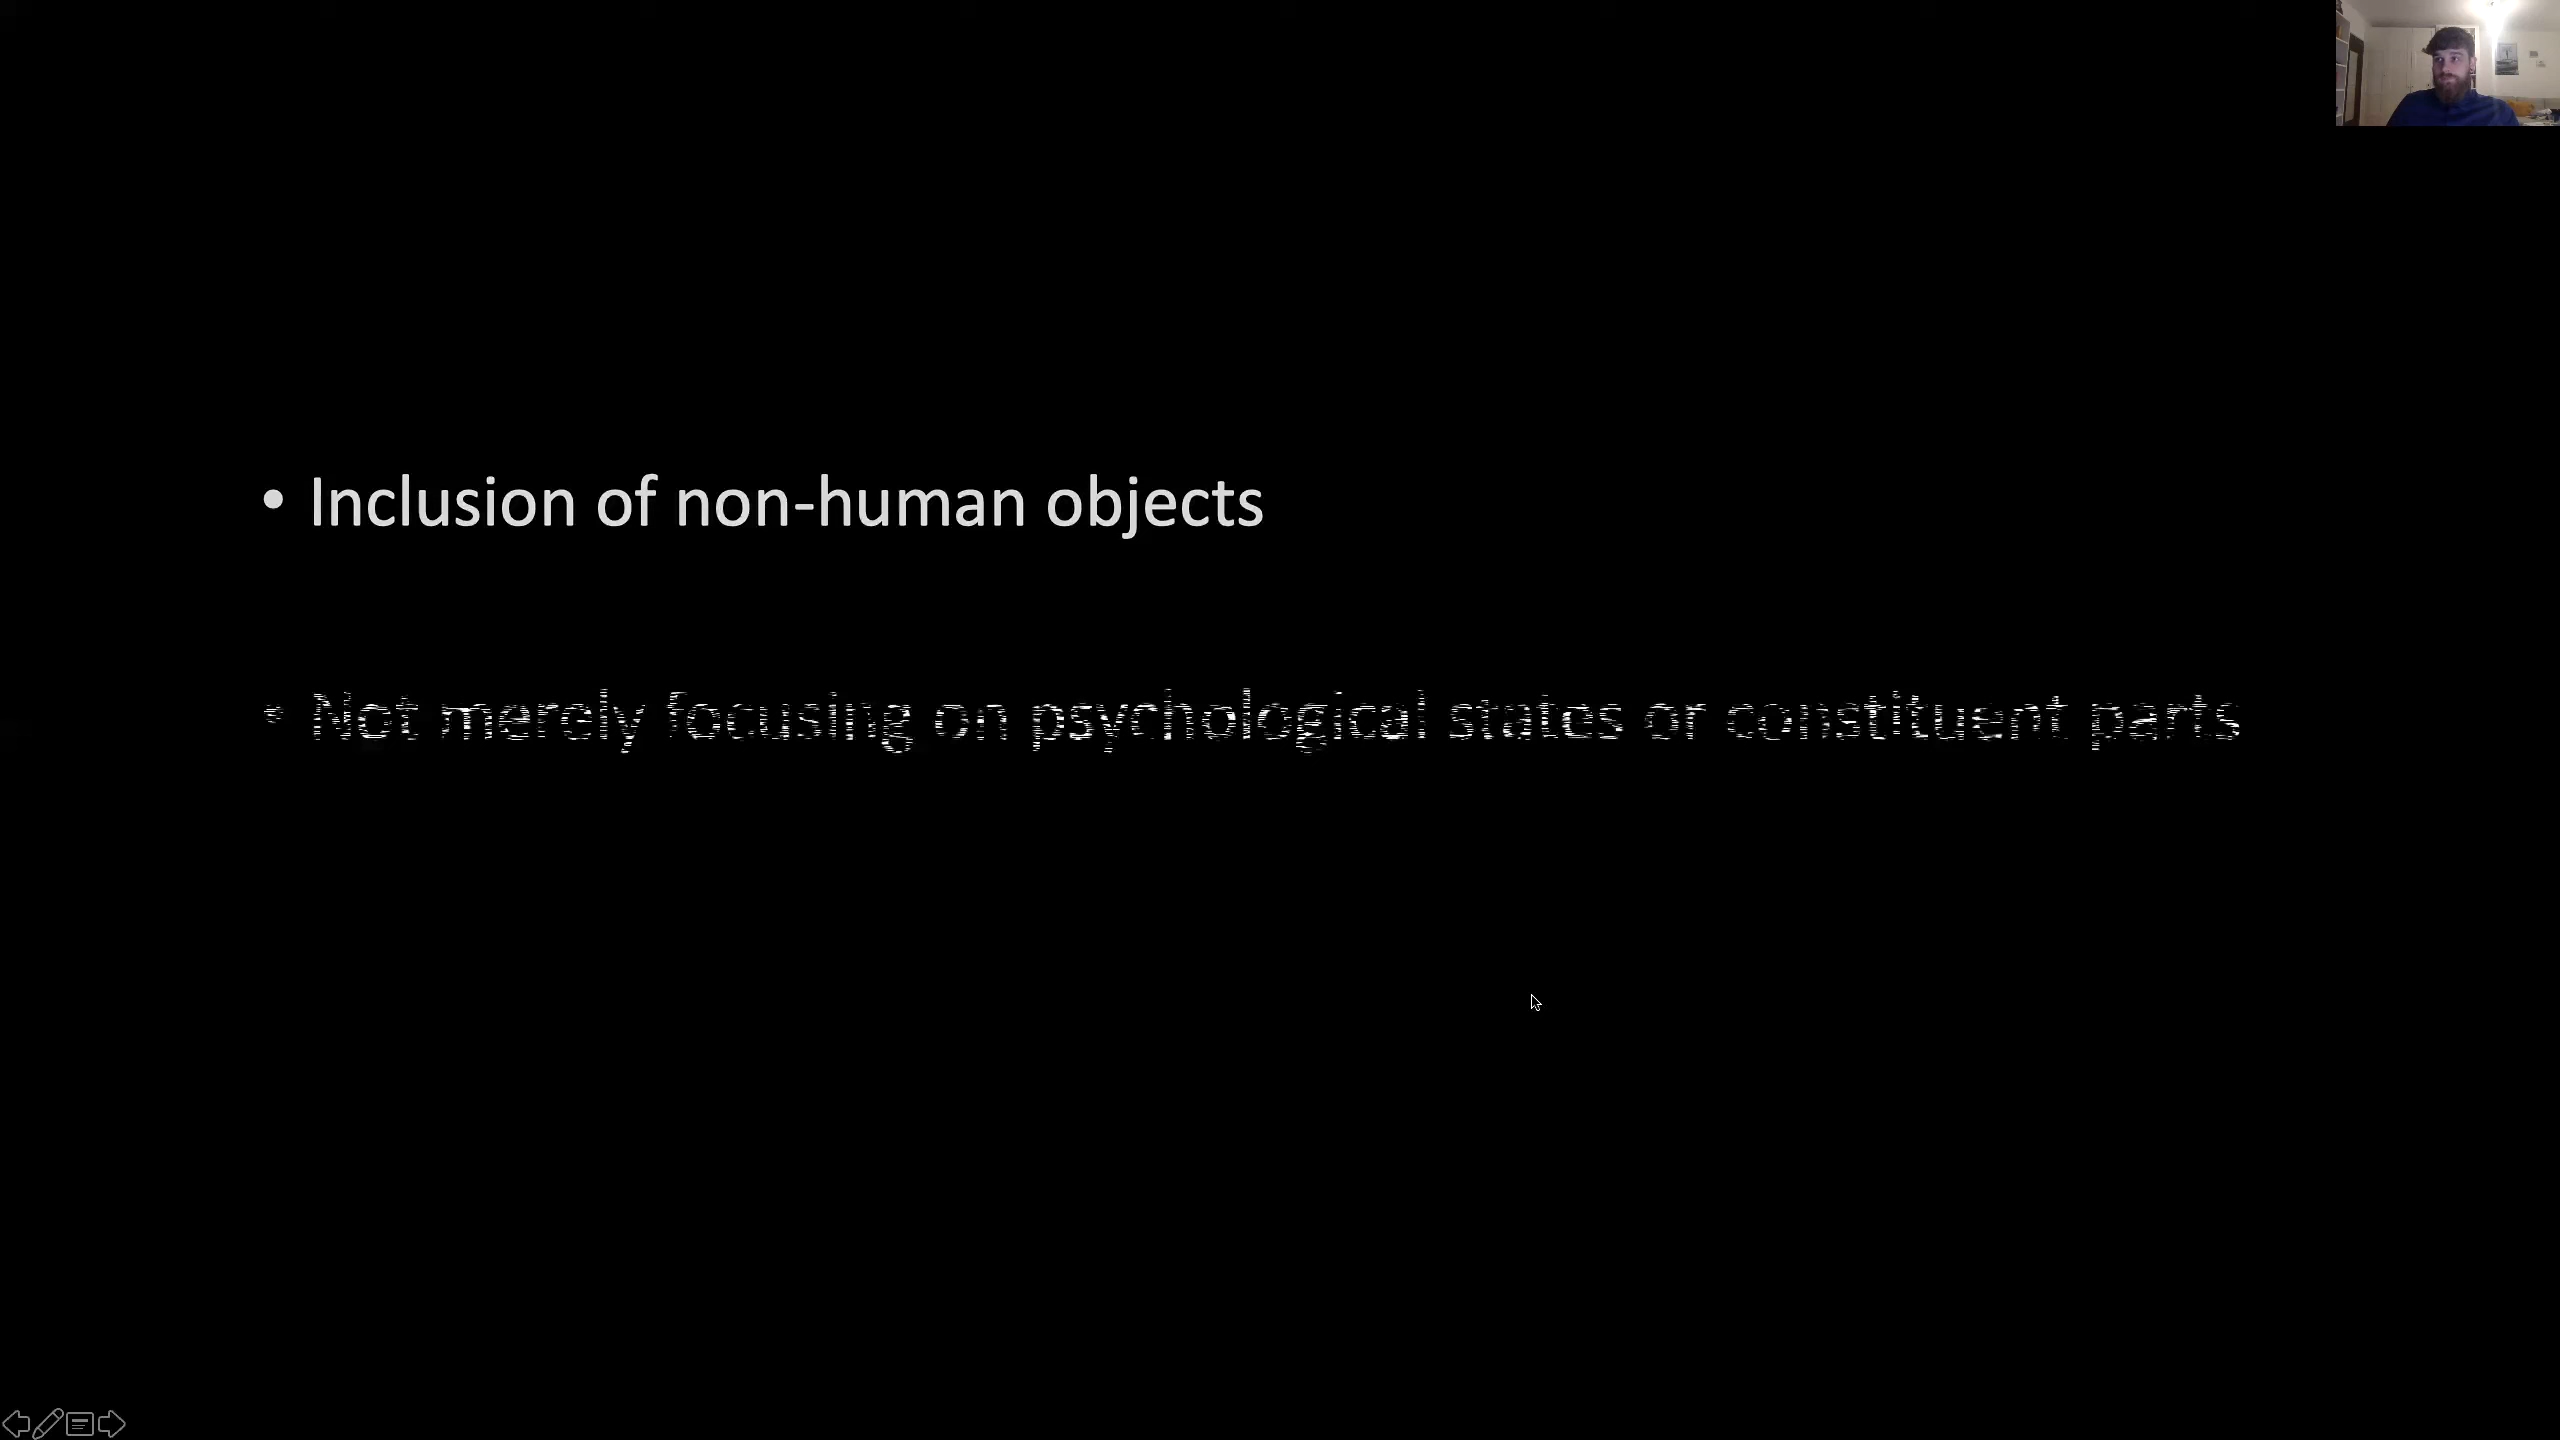 • Inclusion of non-human objects
• Not merely focusing on psychological states or constituent parts